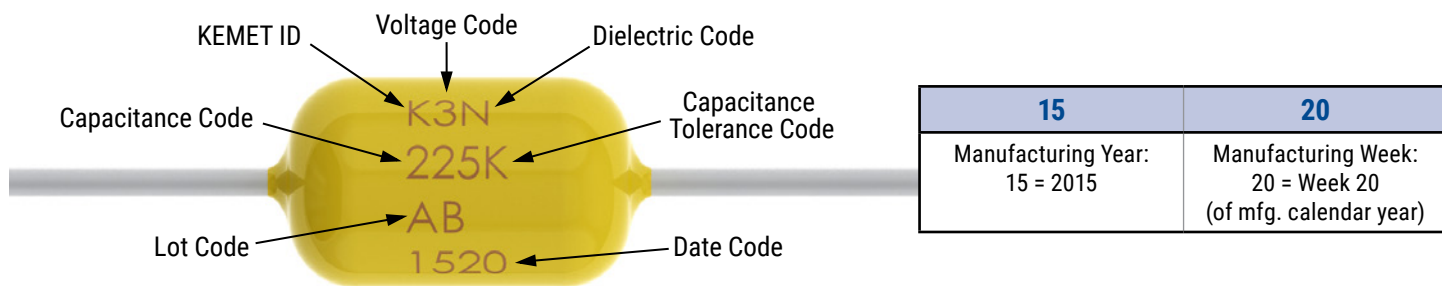 KEMET ID
Voltage Code
Dielectric Code
Capacitance Code
Capacitance
Tolerance Code
K3N
225K
AB
1520
Lot Code
Date Code
15
20
Manufacturing Year:
15 = 2015
Manufacturing Week:
20 = Week 20
(of mfg. calendar year)